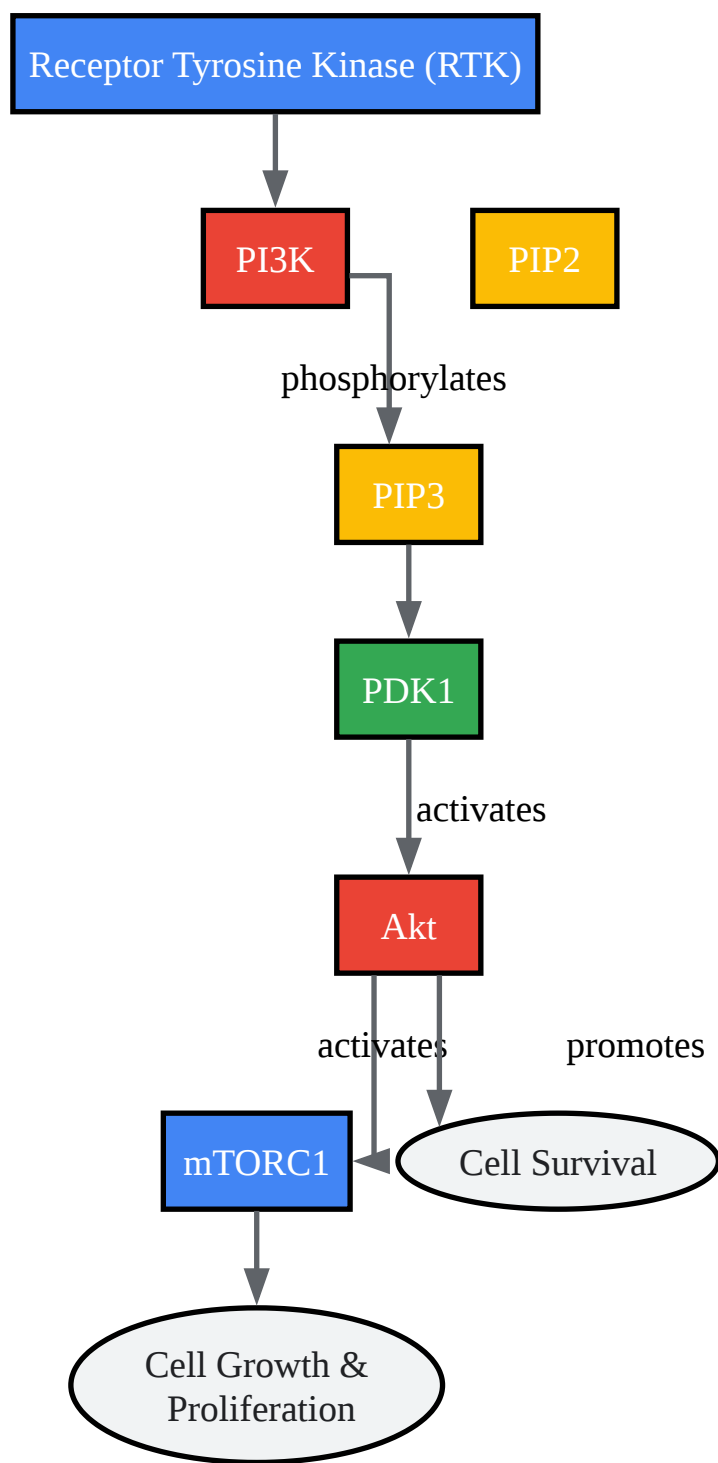 Receptor Tyrosine Kinase (RTK)
PI3K
PIP2
phosphorylates
PIP3
PDK1
activates
Akt
activates
promotes
mTORC1
Cell Survival
Cell Growth &
Proliferation